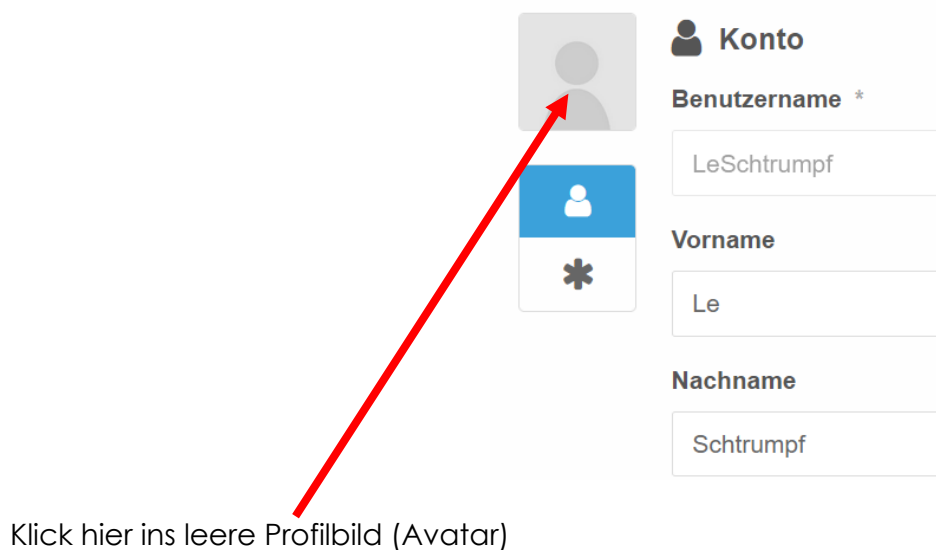 Konto
Benutzername *
LeSchtrumpf
Vorname
Le
Nachname
Schtrumpf
Klick hier ins leere Profilbild (Avatar)